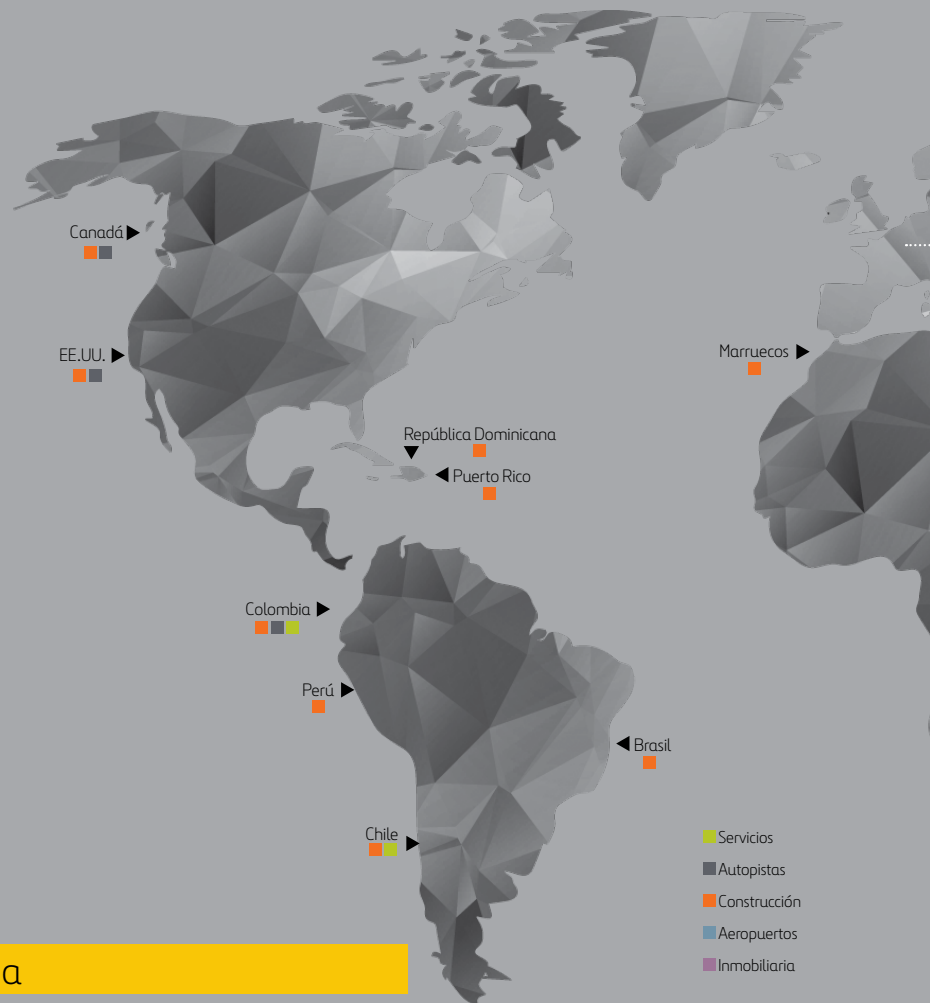 Canadá
EE.UU.
Marruecos
República Dominicana
Puerto Rico
Colombia
Perú
Brasil
Chile
Servicios
Autopistas
Construcción
Aeropuertos
Inmobiliaria
a